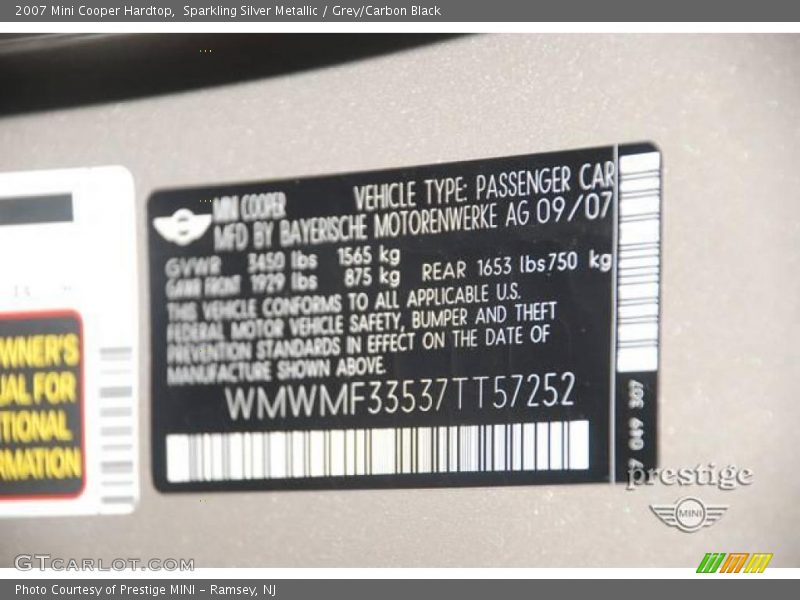 2007 Mini Cooper Hardtop,  Sparkling Silver Metallic / Grey/Carbon Black
MINI COOPER VEHICLE TYPE: PASSENGER CAR
MFD BY BAYERISCHE MOTORENWERKE AG 09/07
GVWR 3450 lbs 1565 kg
GAWR FRONT 1929 lbs 875 kg REAR 1653 lbs,750 kg
THIS VEHICLE CONFORMS TO ALL APPLICABLE U.S.
FEDERAL MOTOR VEHICLE SAFETY, BUMPER AND THEFT
PREVENTION STANDARDS IN EFFECT ON THE DATE OF
MANUFACTURE SHOWN ABOVE.
WMWMF33537TT57252
7 049 307
OWNER'S
UAL FOR
ITIONAL
RMATION
prestige
MINI
GTCARLOT.COM
Photo Courtesy of Prestige MINI - Ramsey, NJ